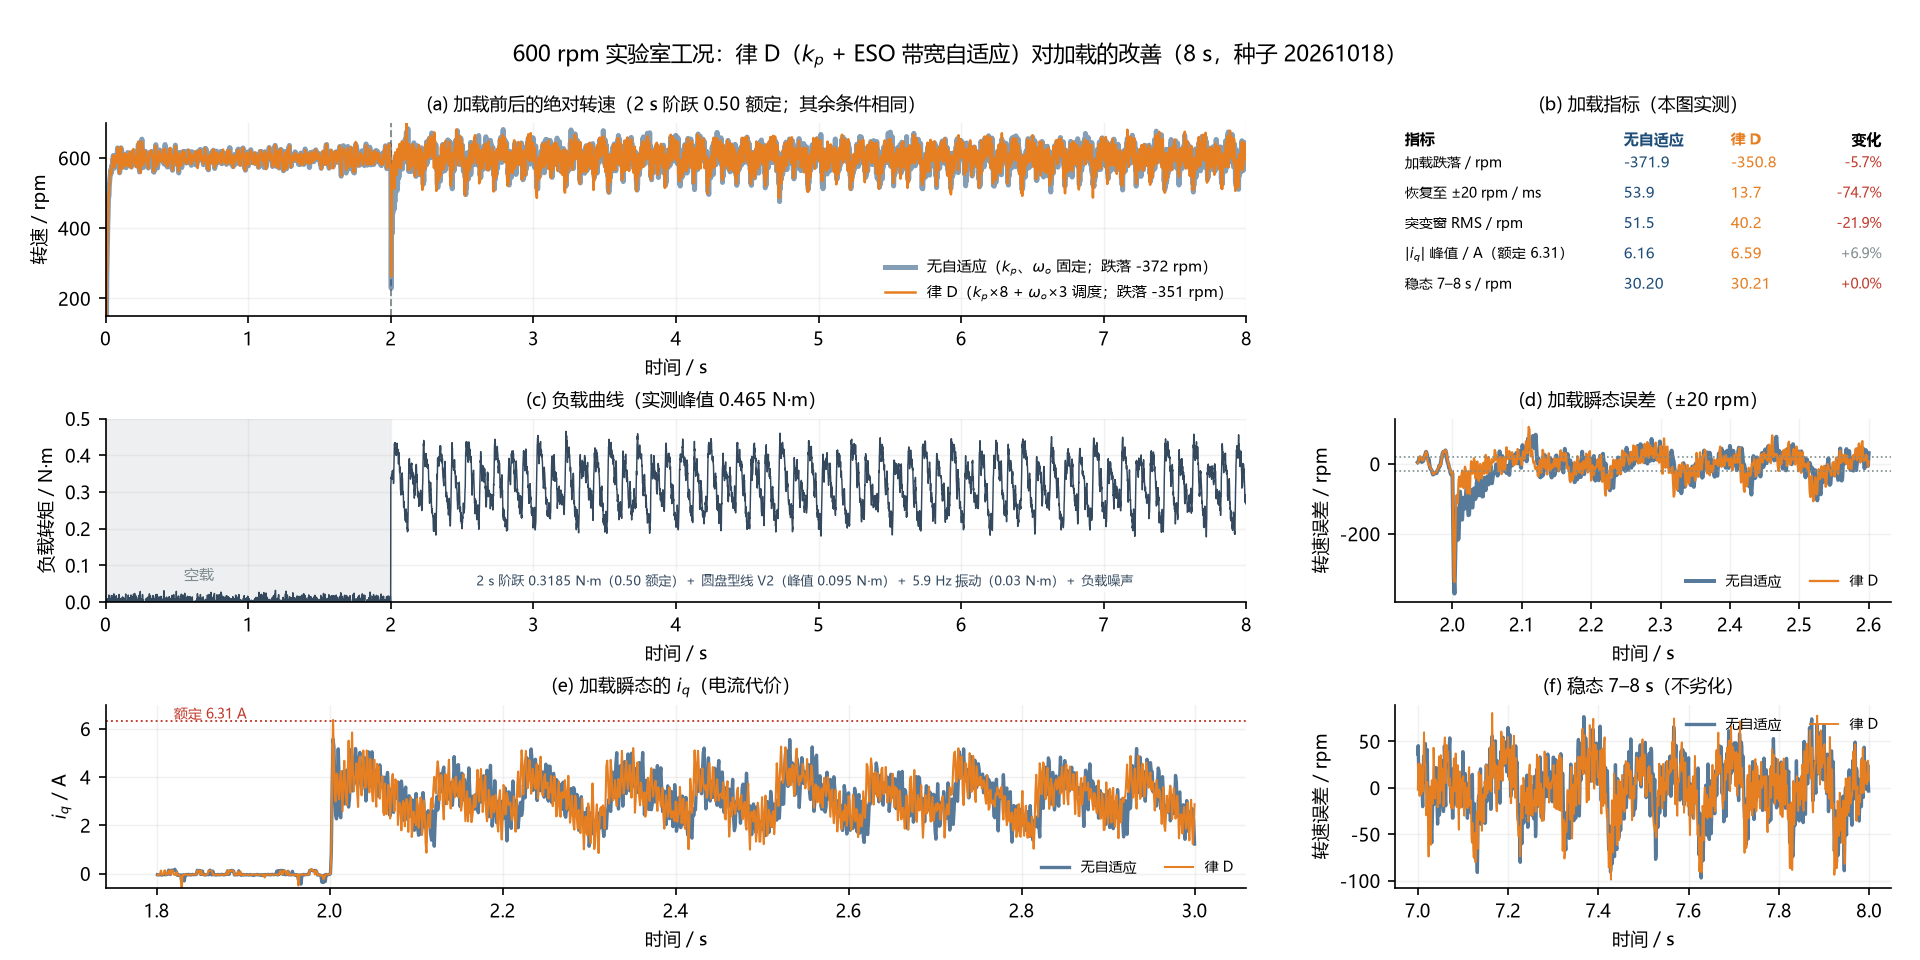 600 rpm 实验室工况：律 D（kp + ESO 带宽自适应）对加载的改善（8 s，种子 20261018）
(a) 加载前后的绝对转速（2 s 阶跃 0.50 额定；其余条件相同）
转速 / rpm
600
400
200
无自适应（kp、ωo 固定；跌落 -372 rpm）
律 D（kp×8 + ωo×3 调度；跌落 -351 rpm）
0 1 2 3 4 5 6 7 8
时间 / s
(b) 加载指标（本图实测）
指标 无自适应 律 D 变化
加载跌落 / rpm -371.9 -350.8 -5.7%
恢复至 ±20 rpm / ms 53.9 13.7 -74.7%
突变窗 RMS / rpm 51.5 40.2 -21.9%
|iq| 峰值 / A（额定 6.31） 6.16 6.59 +6.9%
稳态 7–8 s / rpm 30.20 30.21 +0.0%
(c) 负载曲线（实测峰值 0.465 N·m）
负载转矩 / N·m
0.5
0.4
0.3
0.2
0.1
0.0
空载
2 s 阶跃 0.3185 N·m（0.50 额定）+ 圆盘型线 V2（峰值 0.095 N·m）+ 5.9 Hz 振动（0.03 N·m）+ 负载噪声
0 1 2 3 4 5 6 7 8
时间 / s
(d) 加载瞬态误差（±20 rpm）
转速误差 / rpm
0
-200
无自适应 律 D
2.0 2.1 2.2 2.3 2.4 2.5 2.6
时间 / s
(e) 加载瞬态的 iq（电流代价）
iq / A
额定 6.31 A
6
4
2
0
无自适应 律 D
1.8 2.0 2.2 2.4 2.6 2.8 3.0
时间 / s
(f) 稳态 7–8 s（不劣化）
转速误差 / rpm
无自适应 律 D
50
0
-50
-100
7.0 7.2 7.4 7.6 7.8 8.0
时间 / s